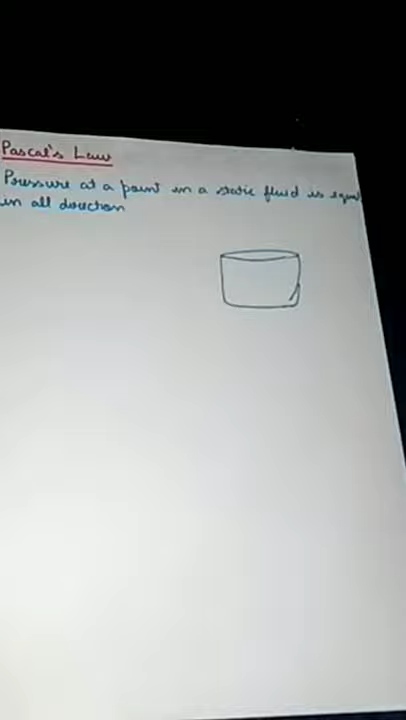 Pascal's Law
Pressure at a point in a static fluid is equal
in all direction